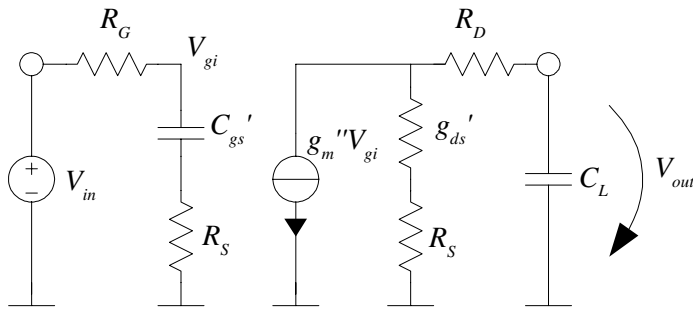 R_G
V_gi
R_D
C_gs'
g_m''V_gi
g_ds'
V_in
C_L
V_out
R_S
R_S
+
−